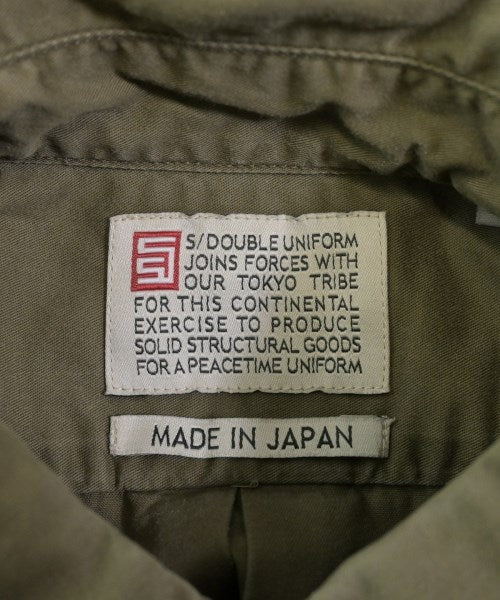 S/DOUBLE UNIFORM
JOINS FORCES WITH
OUR TOKYO TRIBE
FOR THIS CONTINENTAL
EXERCISE TO PRODUCE
SOLID STRUCTURAL GOODS
FOR A PEACETIME UNIFORM
MADE IN JAPAN